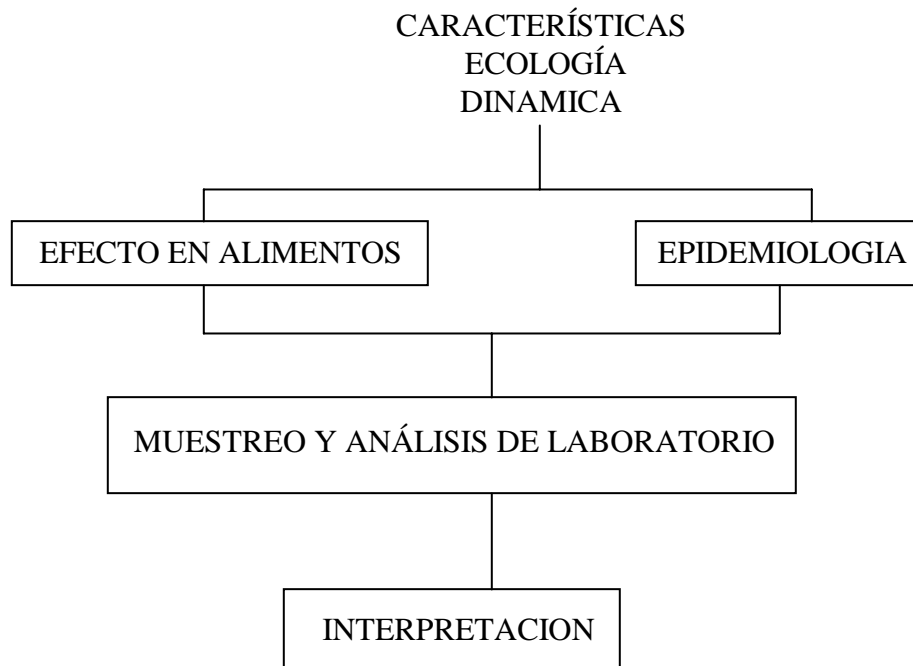 CARACTERÍSTICAS
ECOLOGÍA
DINAMICA
EFECTO EN ALIMENTOS
EPIDEMIOLOGIA
MUESTREO Y ANÁLISIS DE LABORATORIO
INTERPRETACION